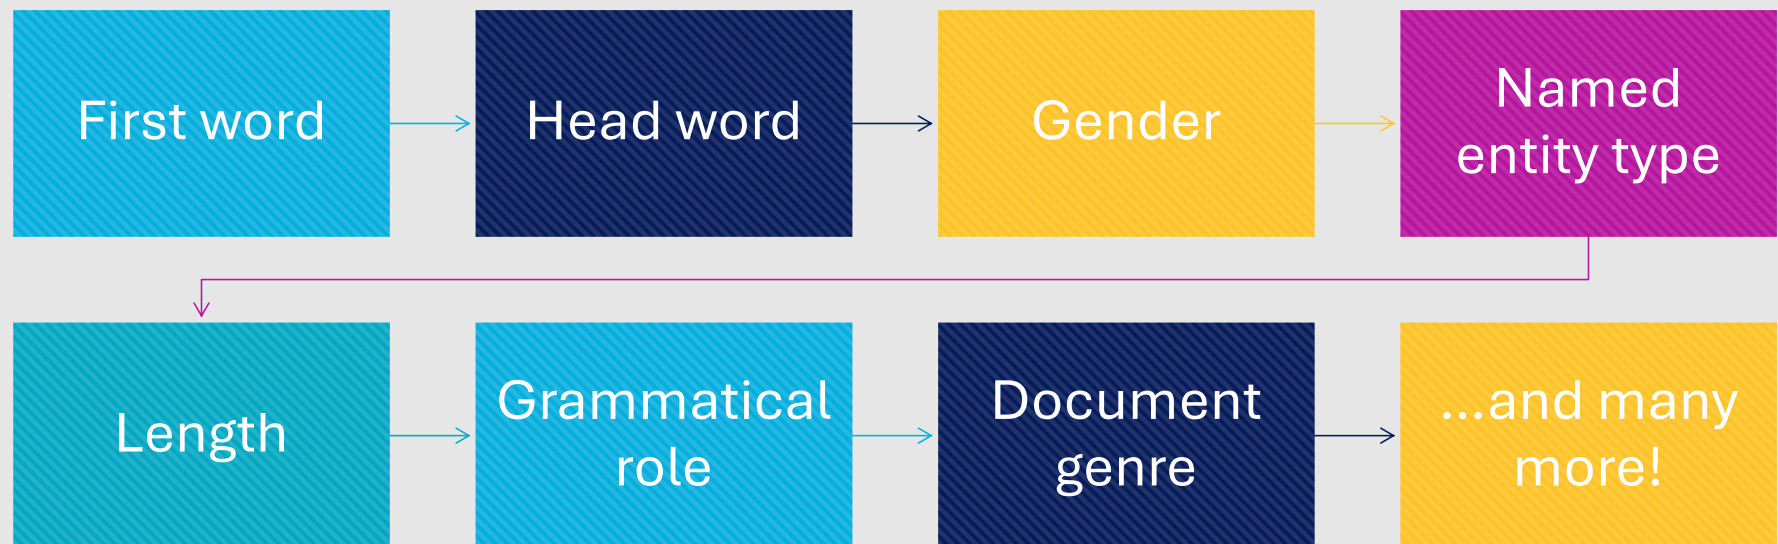 First word
Head word
Gender
Named
entity type
Length
Grammatical
role
Document
genre
...and many
more!